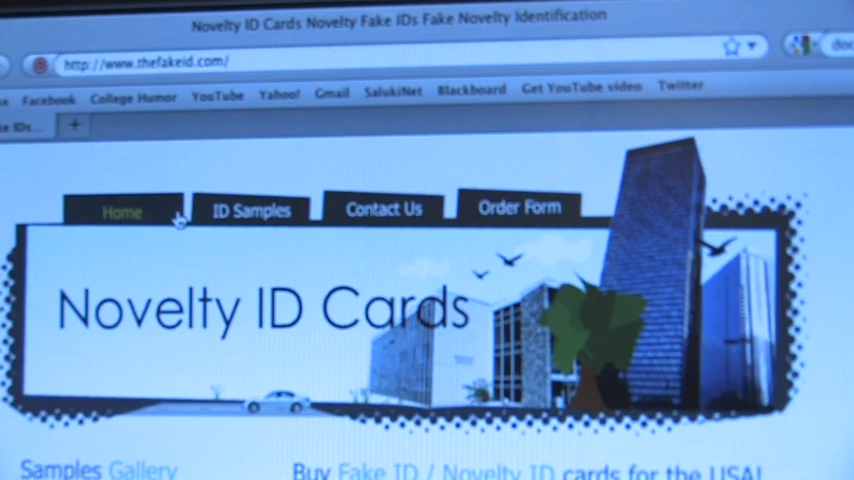 Novelty ID Cards Novelty Fake IDs Fake Novelty Identification
http://www.thefakeid.com/
Facebook College Humor YouTube Yahoo! Gmail SalukiNet Blackboard Get YouTube video Twitter
ke IDs... +
Home ID Samples Contact Us Order Form
Novelty ID Cards
Samples Gallery
Buy Fake ID / Novelty ID cards for the USA!